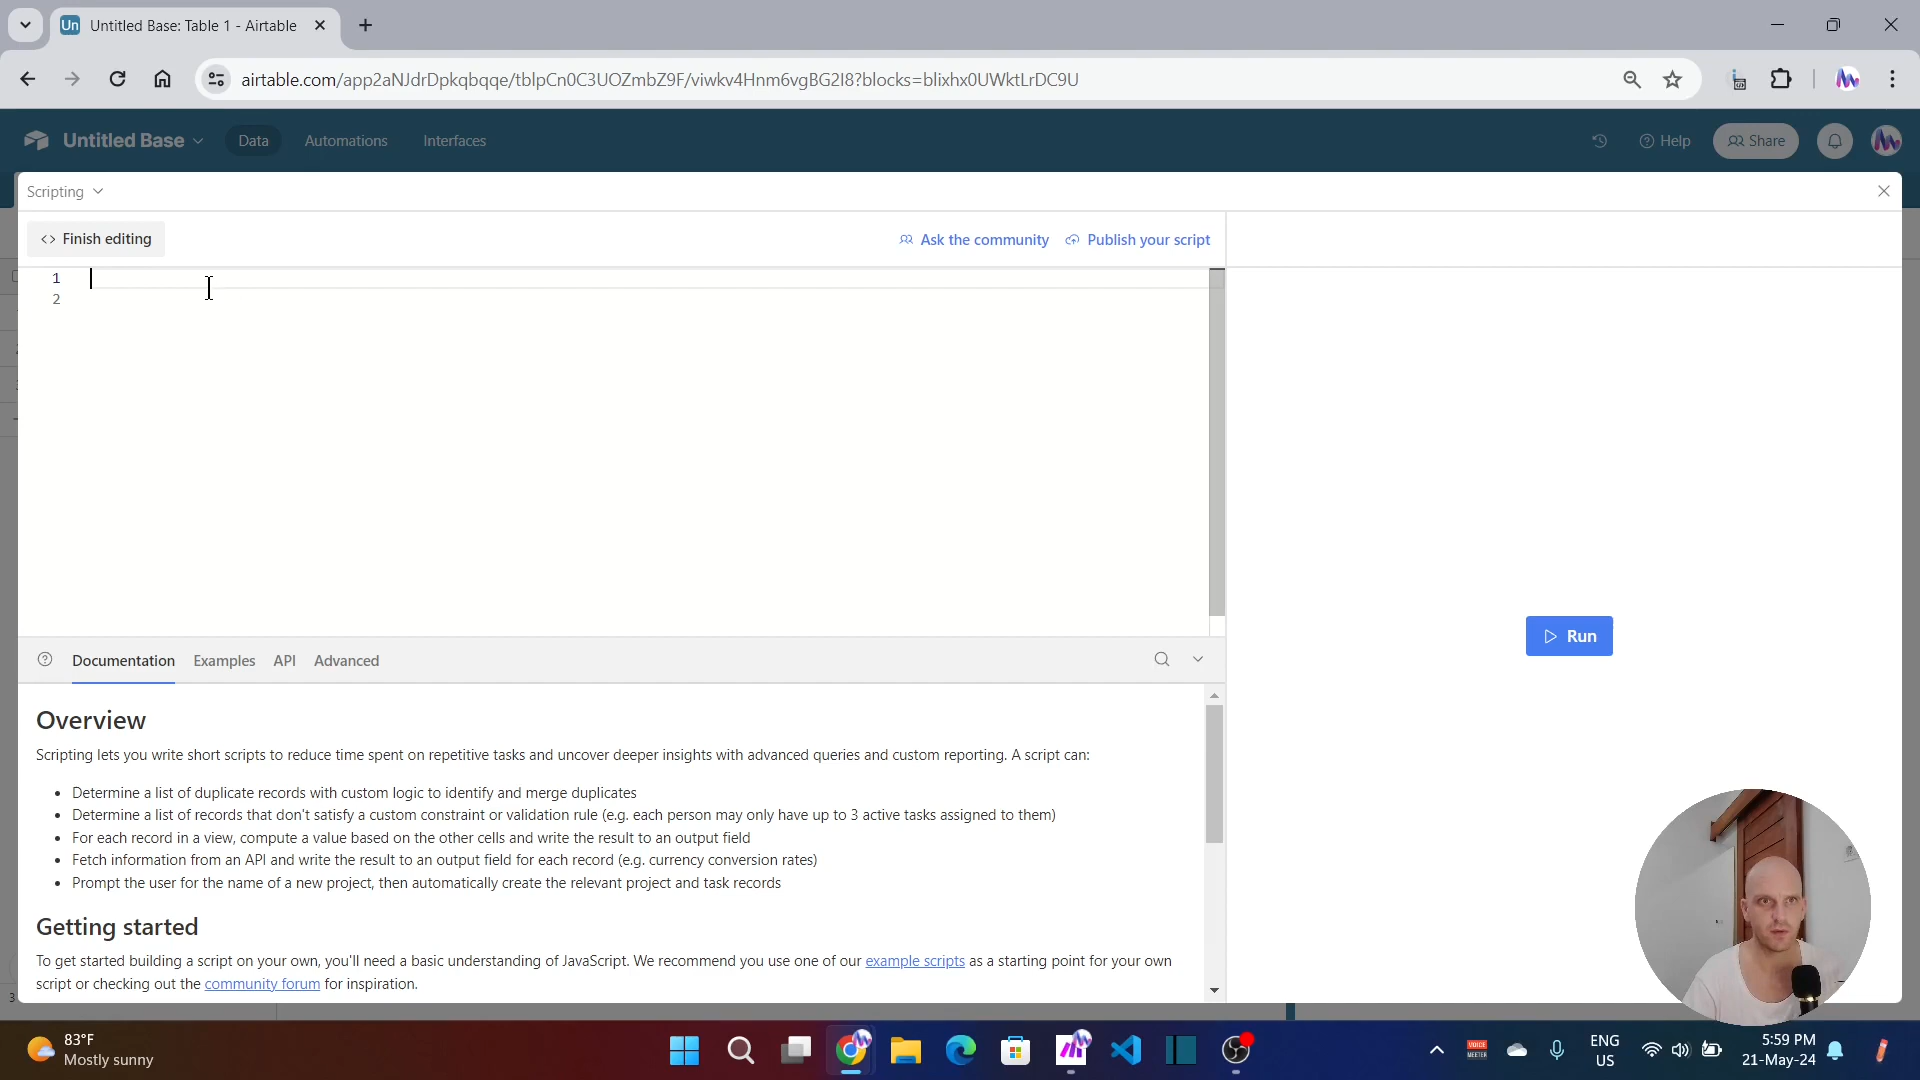 Un Untitled Base: Table 1 - Airtable
airtable.com/app2aNJdrDpkqbqqe/tblpCn0C3UOZmbZ9F/viwkv4Hnm6vgBG2I8?blocks=blixhx0UWktLrDC9U
Untitled Base Data Automations Interfaces Help Share
Scripting
Finish editing Ask the community Publish your script
1
2
Run
Documentation Examples API Advanced
Overview
Scripting lets you write short scripts to reduce time spent on repetitive tasks and uncover deeper insights with advanced queries and custom reporting. A script can:
• Determine a list of duplicate records with custom logic to identify and merge duplicates
• Determine a list of records that don't satisfy a custom constraint or validation rule (e.g. each person may only have up to 3 active tasks assigned to them)
• For each record in a view, compute a value based on the other cells and write the result to an output field
• Fetch information from an API and write the result to an output field for each record (e.g. currency conversion rates)
• Prompt the user for the name of a new project, then automatically create the relevant project and task records
Getting started
To get started building a script on your own, you'll need a basic understanding of JavaScript. We recommend you use one of our example scripts as a starting point for your own
script or checking out the community forum for inspiration.
3
83°F
Mostly sunny
VOICE
MEETER
ENG
US
5:59 PM
21-May-24